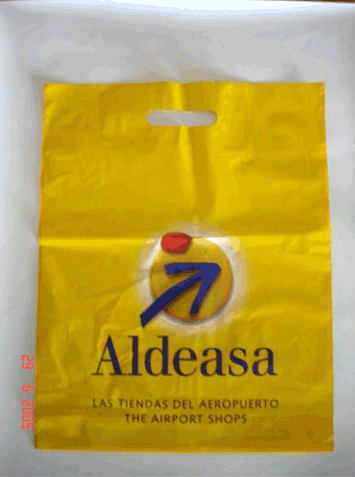 Aldeasa
LAS TIENDAS DEL AEROPUERTO
THE AIRPORT SHOPS
29 6 2005